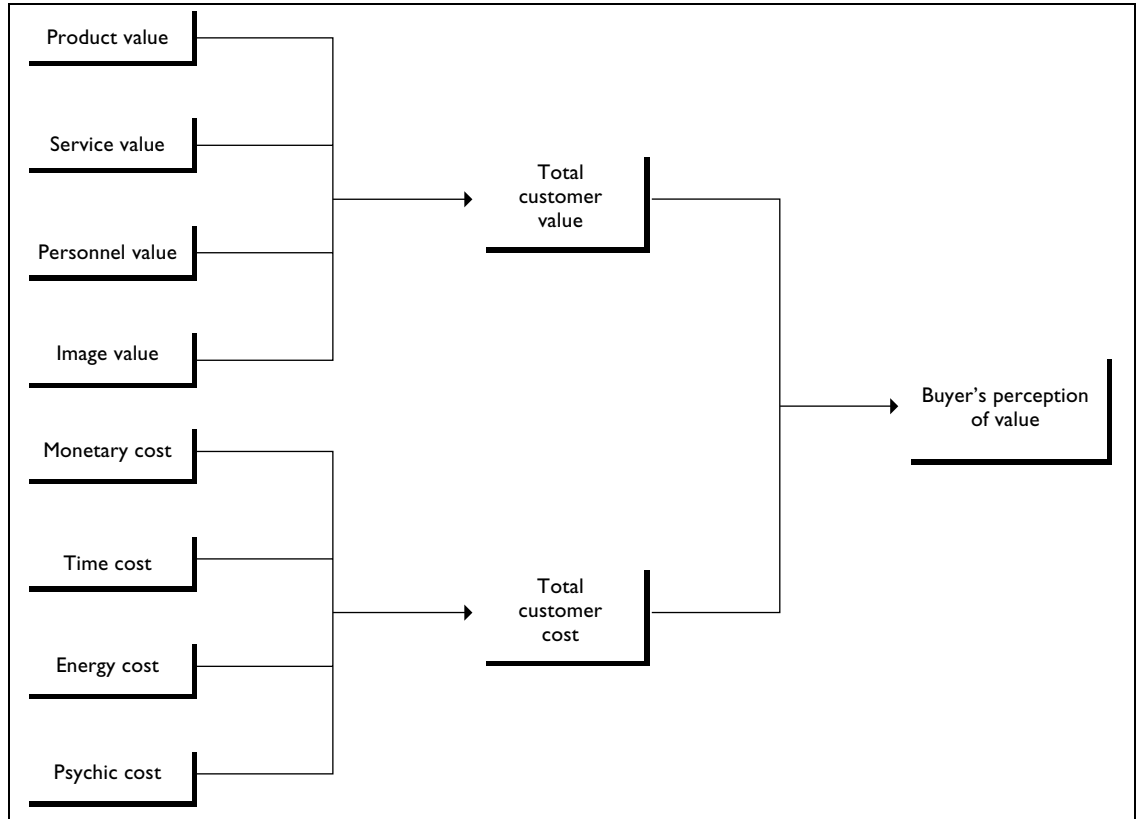 Product value
Service value
Personnel value
Image value
Monetary cost
Time cost
Energy cost
Psychic cost
Total
customer
value
Total
customer
cost
Buyer’s perception
of value